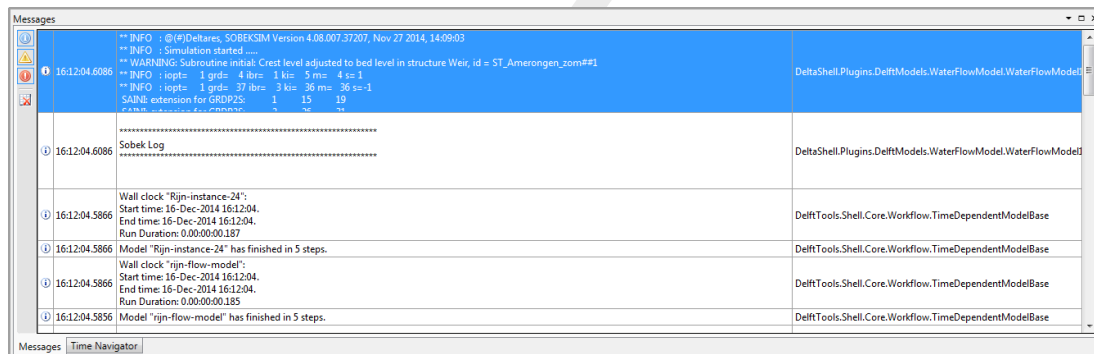 Messages
** INFO : @(#)Deltares, SOBEKSIM Version 4.08.007.37207, Nov 27 2014, 14:09:03
** INFO : Simulation started .....
** WARNING: Subroutine initial: Crest level adjusted to bed level in structure Weir, id = ST_Amerongen_zom##1
16:12:04.6086 ** INFO : iopt= 1 grd= 4 ibr= 1 ki= 5 m= 4 s= 1 DeltaShell.Plugins.DelftModels.WaterFlowModel.WaterFlowModel1
** INFO : iopt= 1 grd= 37 ibr= 3 ki= 36 m= 36 s=-1
SAINI: extension for GRDP2S: 1 15 19
SAINI: extension for GRDP2S:
****************************************************************
16:12:04.6086 Sobek Log DeltaShell.Plugins.DelftModels.WaterFlowModel.WaterFlowModel1
****************************************************************
Wall clock "Rijn-instance-24":
Start time: 16-Dec-2014 16:12:04.
16:12:04.5866 End time: 16-Dec-2014 16:12:04. DelftTools.Shell.Core.Workflow.TimeDependentModelBase
Run Duration: 0.00:00:00.187
16:12:04.5866 Model "Rijn-instance-24" has finished in 5 steps. DelftTools.Shell.Core.Workflow.TimeDependentModelBase
Wall clock "rijn-flow-model":
Start time: 16-Dec-2014 16:12:04.
16:12:04.5866 End time: 16-Dec-2014 16:12:04. DelftTools.Shell.Core.Workflow.TimeDependentModelBase
Run Duration: 0.00:00:00.185
16:12:04.5856 Model "rijn-flow-model" has finished in 5 steps. DelftTools.Shell.Core.Workflow.TimeDependentModelBase
Messages Time Navigator